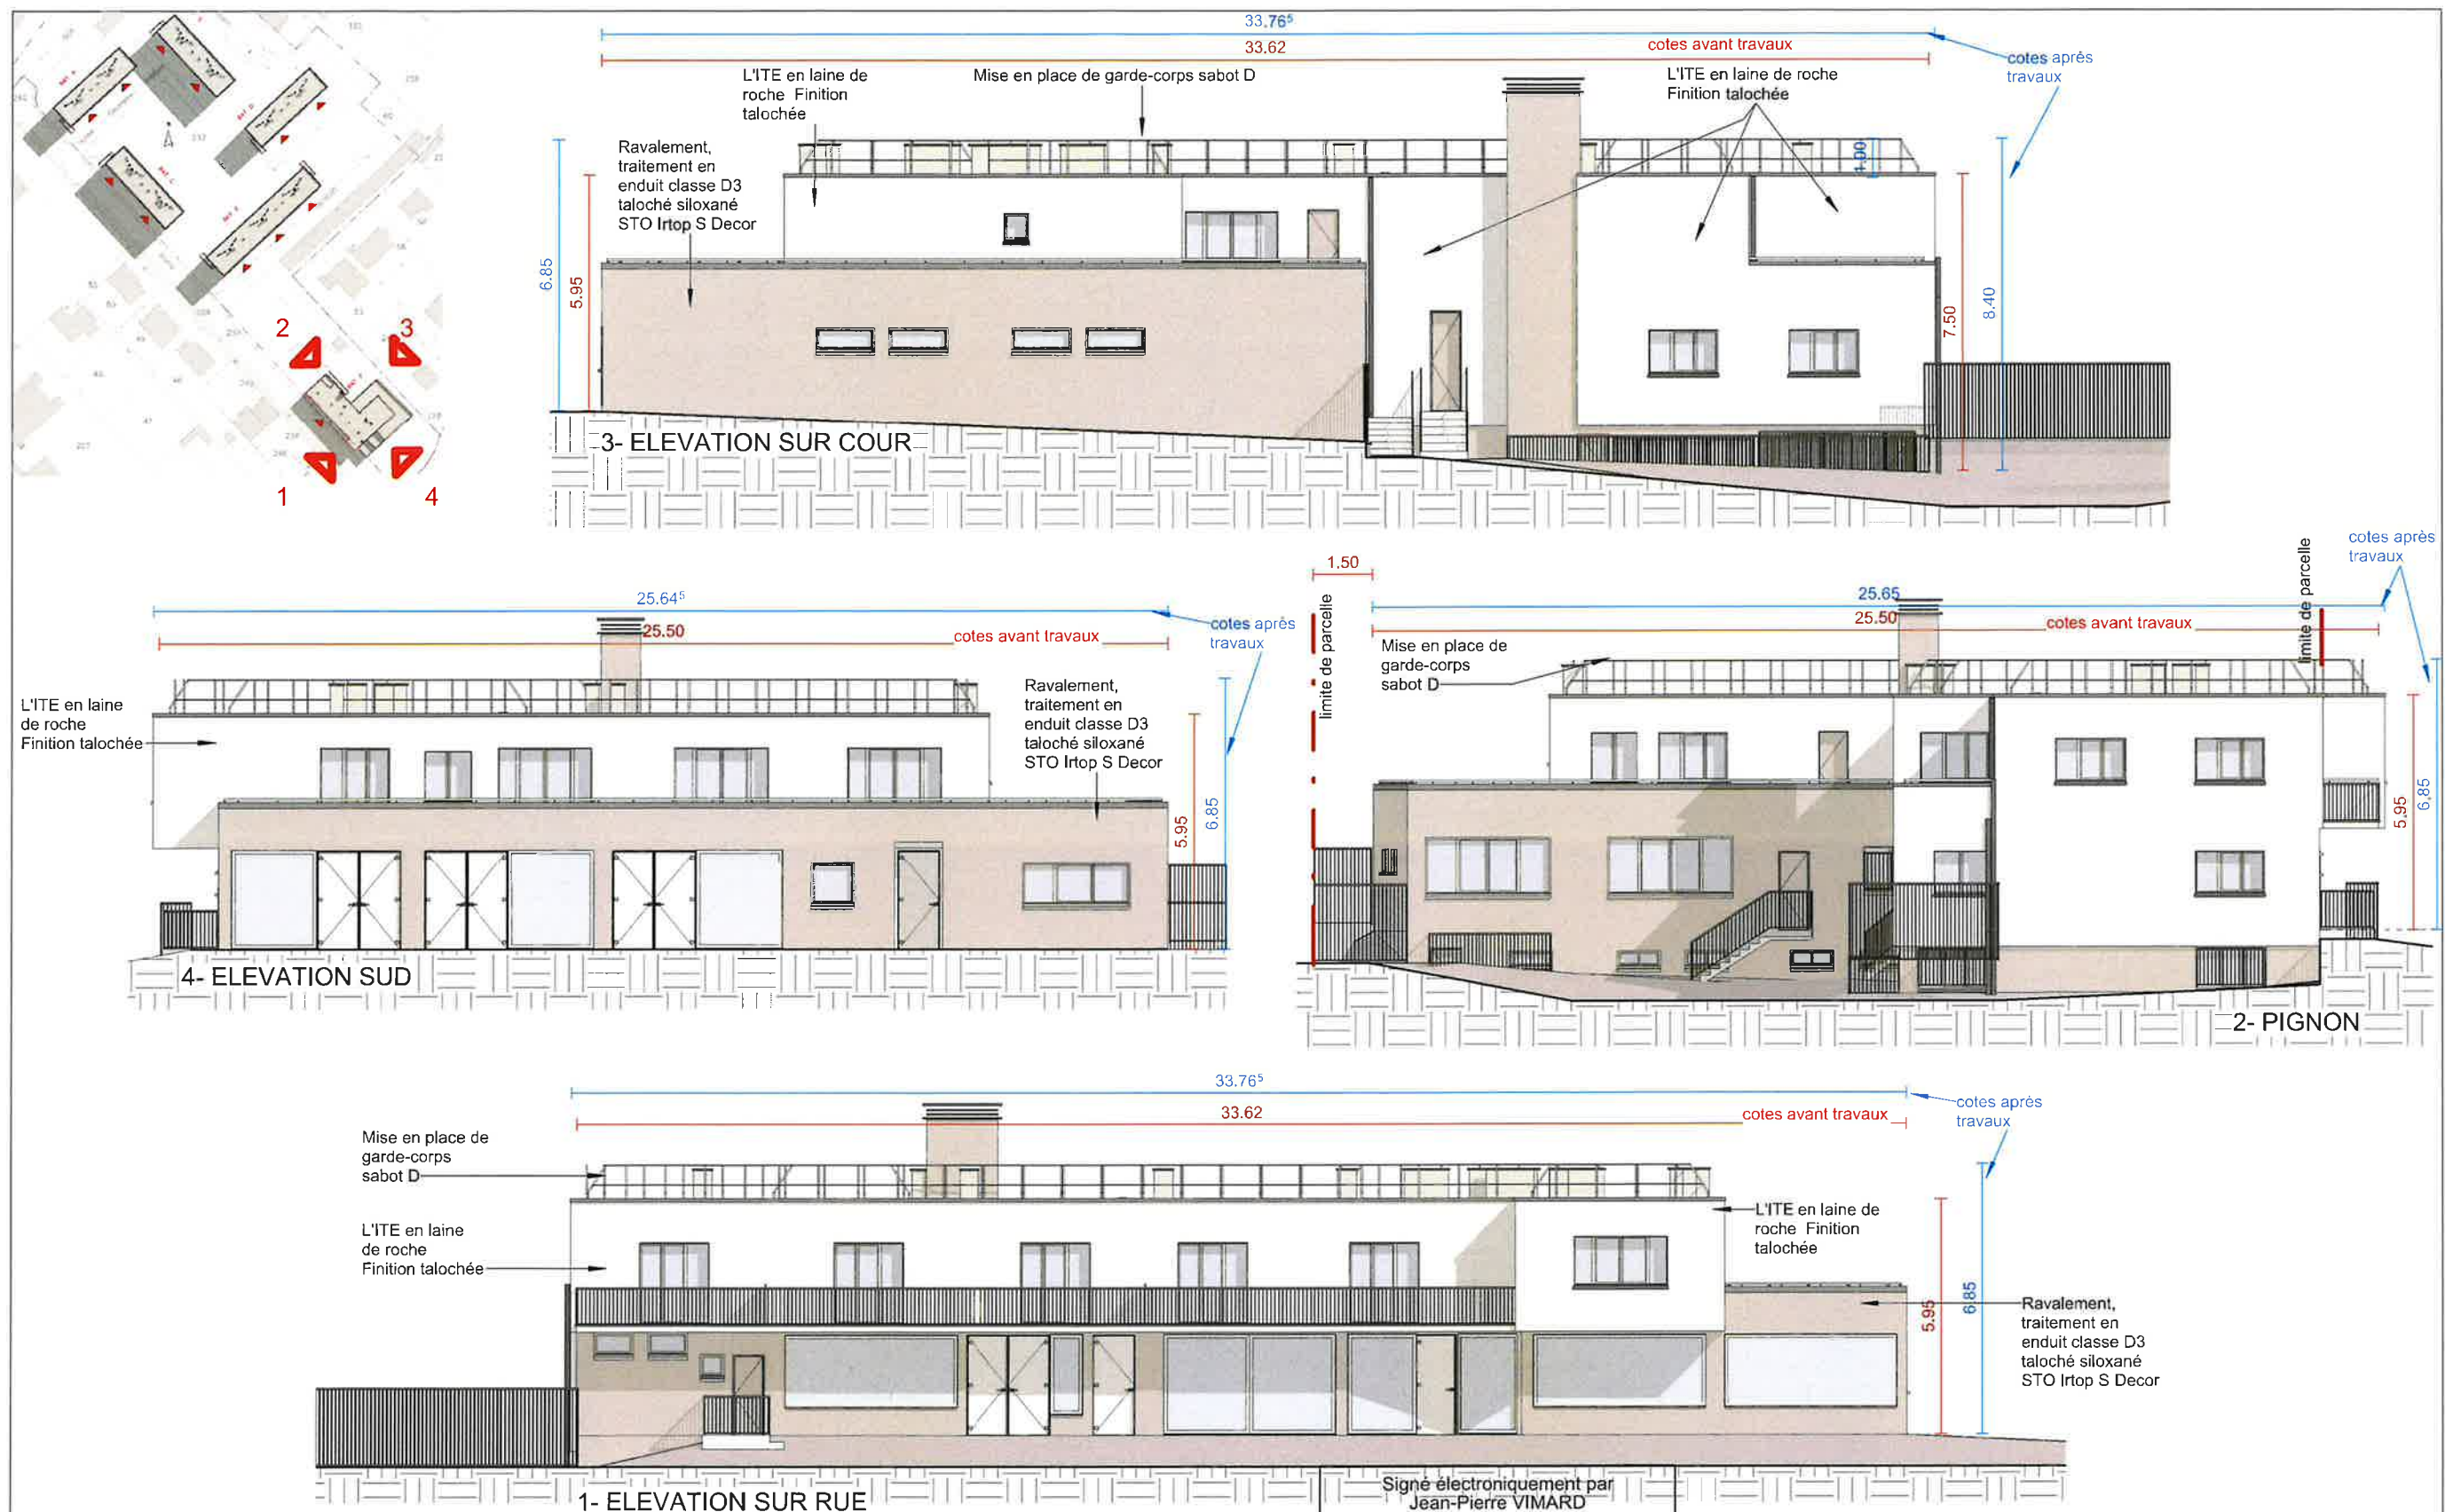 2
3
1
4
33.76⁵
33.62
cotes avant travaux
cotes après
travaux
L'ITE en laine de
roche Finition
talochée
Mise en place de garde-corps sabot D
L'ITE en laine de roche
Finition talochée
Ravalement,
traitement en
enduit classe D3
taloché siloxané
STO Irtop S Decor
6.85
5.95
1.00
7.50
8.40
3- ELEVATION SUR COUR
25.64⁵
25.50
cotes avant travaux
cotes après
travaux
L'ITE en laine
de roche
Finition talochée
Ravalement,
traitement en
enduit classe D3
taloché siloxané
STO Irtop S Decor
5.95
6.85
4- ELEVATION SUD
1.50
limite de parcelle
25.65
25.50
cotes avant travaux
limite de parcelle
cotes après
travaux
Mise en place de
garde-corps
sabot D
5.95
6.85
2- PIGNON
33.76⁵
33.62
cotes avant travaux
cotes après
travaux
Mise en place de
garde-corps
sabot D
L'ITE en laine
de roche
Finition talochée
L'ITE en laine de
roche Finition
talochée
5.95
6.85
Ravalement,
traitement en
enduit classe D3
taloché siloxané
STO Irtop S Decor
1- ELEVATION SUR RUE
Signé électroniquement par
Jean-Pierre VIMARD